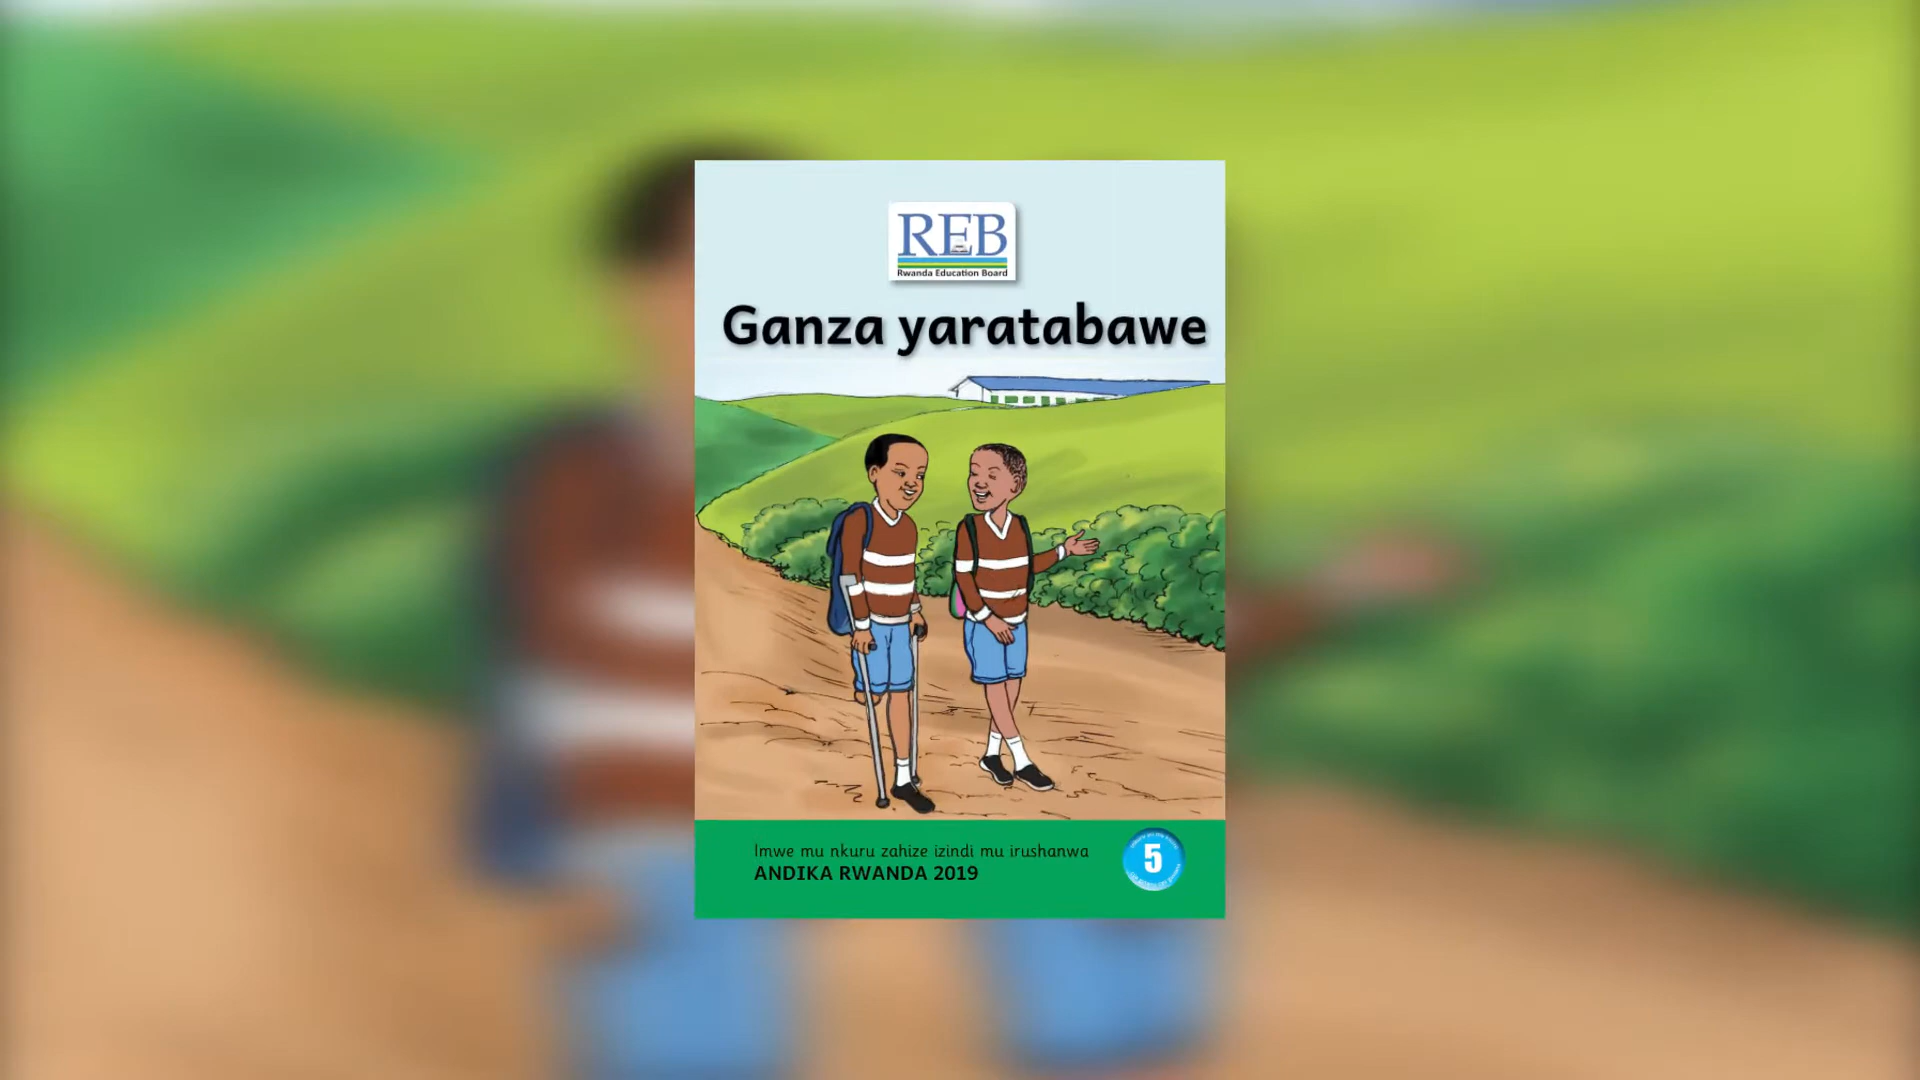 REB
Rwanda Education Board
Ganza yaratabawe
Imwe mu nkuru zahize izindi mu irushanwa
ANDIKA RWANDA 2019
5